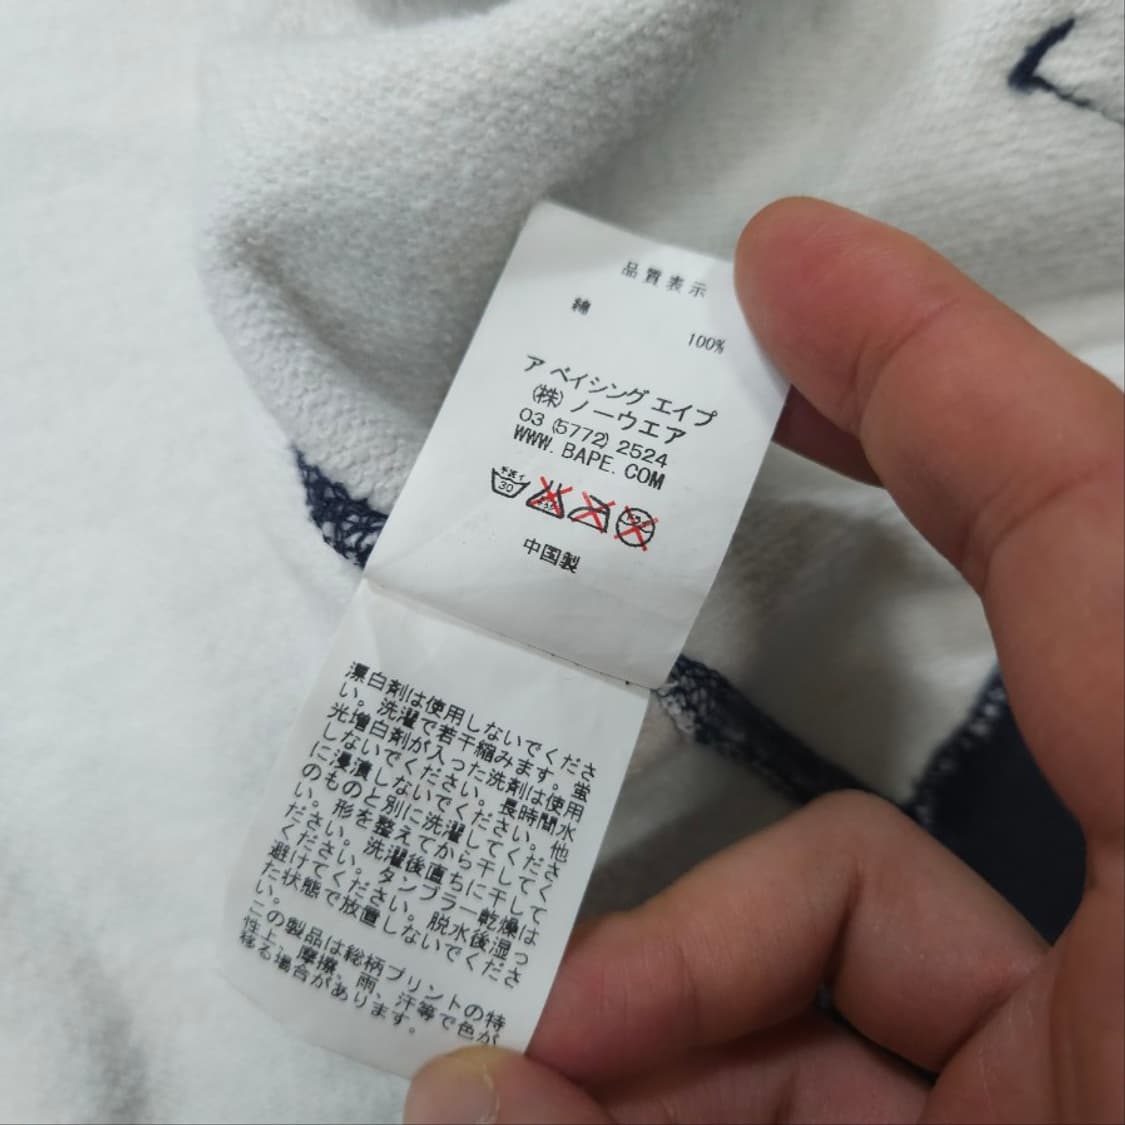 品質表示
綿
100%
ア ベイシング エイプ
(株) ノーウエア
03 (5772) 2524
WWW. BAPE. COM
手洗イ
30
中国製
漂白剤は使用しないでくださ
い。洗濯で若干縮みます。蛍
光増白剤が入った洗剤は使用
しないでください。長時間水
に浸漬しないでください。他
のものと別に洗濯してくださ
い。形を整えてから干してく
ださい。洗濯後直ちに干して
ください。タンブラー乾燥は
避けてください。脱水後湿っ
た状態で放置しないでくださ
い。
この製品は総柄プリントの特
性上、摩擦、雨、汗等で色が
移る場合があります。